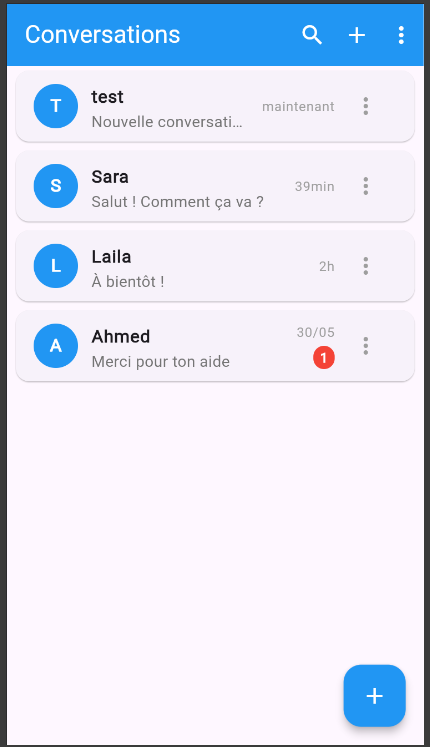 Conversations
T
test
maintenant
Nouvelle conversati...
S
Sara
39min
Salut ! Comment ça va ?
L
Laila
2h
À bientôt !
A
Ahmed
30/05
Merci pour ton aide
1